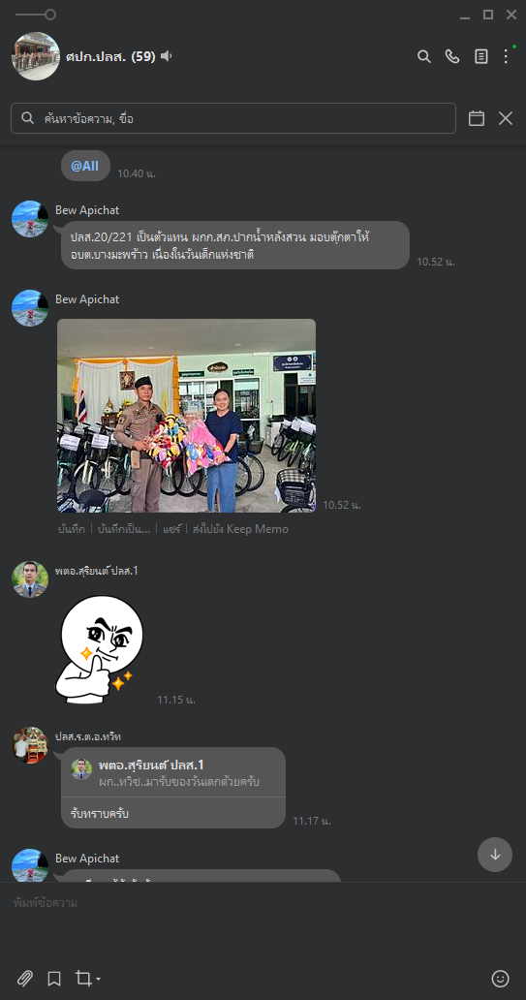 ศปก.ปลส. (59)
ค้นหาข้อความ, ชื่อ
@All
10.40 น.
Bew Apichat
ปลส.20/221 เป็นตัวแทน ผกก.สภ.ปากน้ำหลังสวน มอบตุ๊กตาให้
อบต.บางมะพร้าว เนื่องในวันเด็กแห่งชาติ
10.52 น.
Bew Apichat
10.52 น.
บันทึก | บันทึกเป็น... | แชร์ | ส่งไปยัง Keep Memo
พตอ.สุริยนต์ ปลส.1
11.15 น.
ปลส.ร.ต.อ.ทวิท
พตอ.สุริยนต์ ปลส.1
ผก..ทวิช..มารับของวันเดกด้วยครับ
รับทราบครับ
11.17 น.
Bew Apichat
พิมพ์ข้อความ